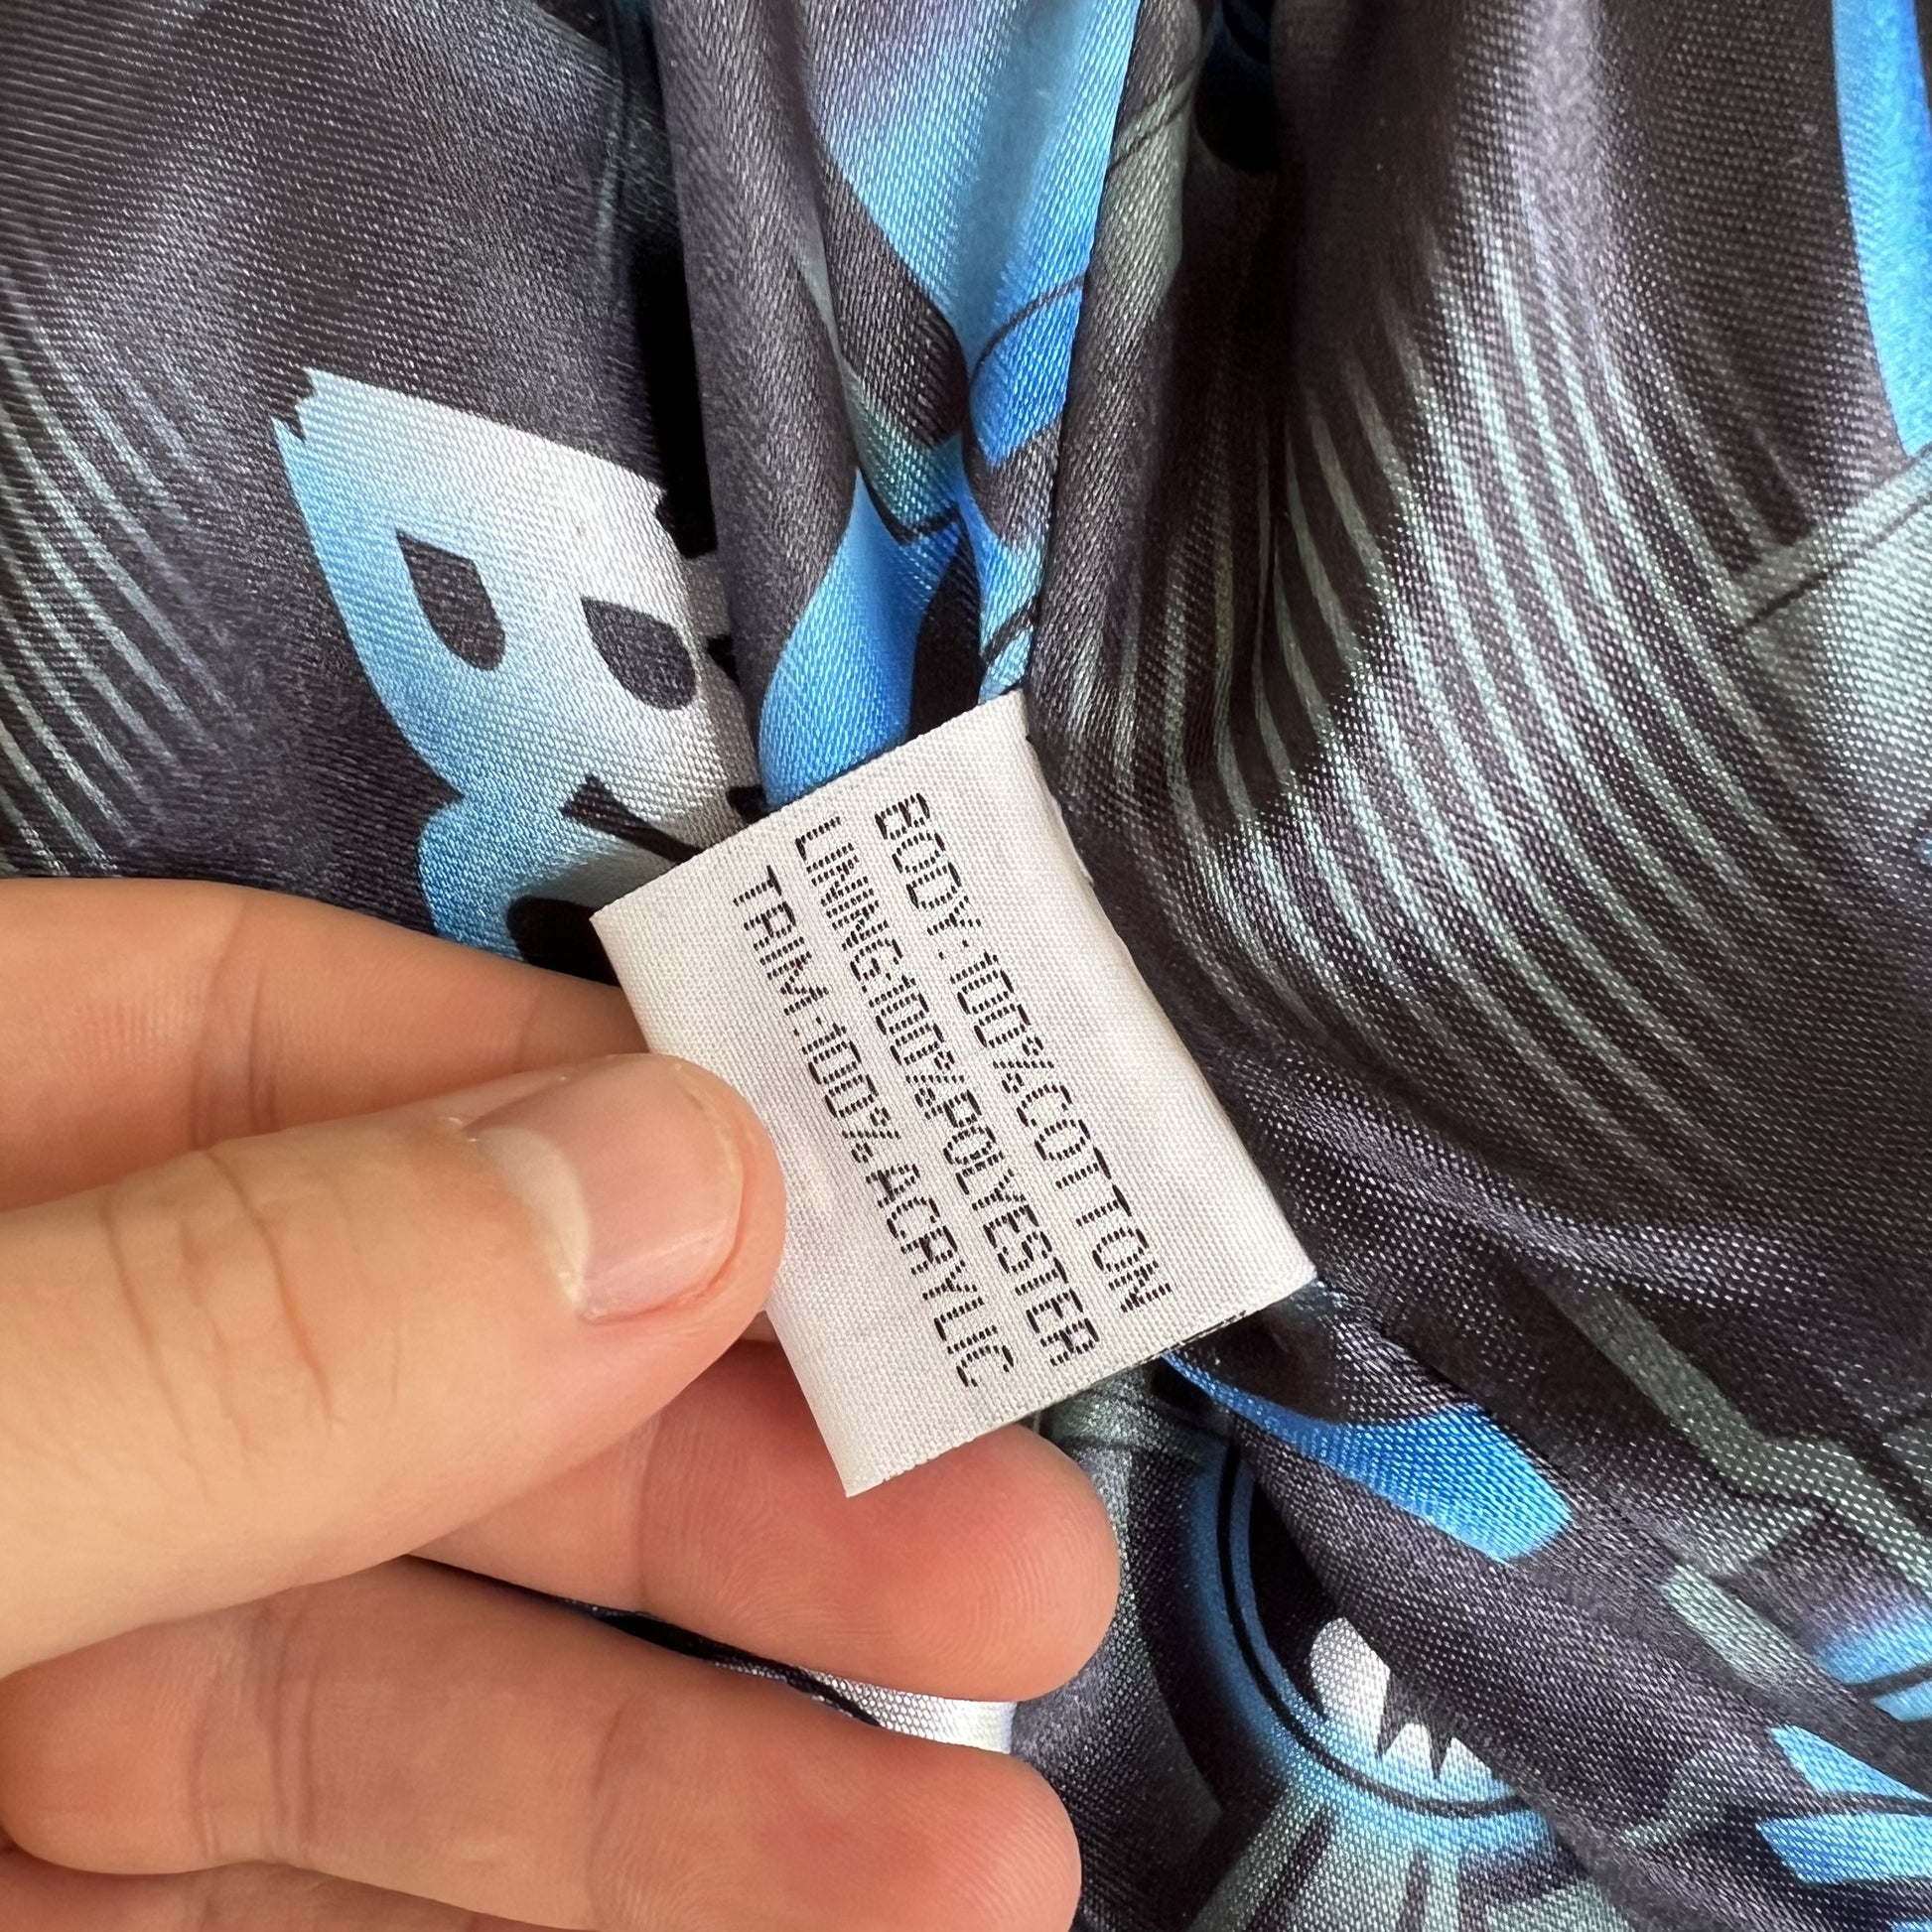 BODY:100%COTTON
LINING:100%POLYESTER
TRIM:100%ACRYLIC